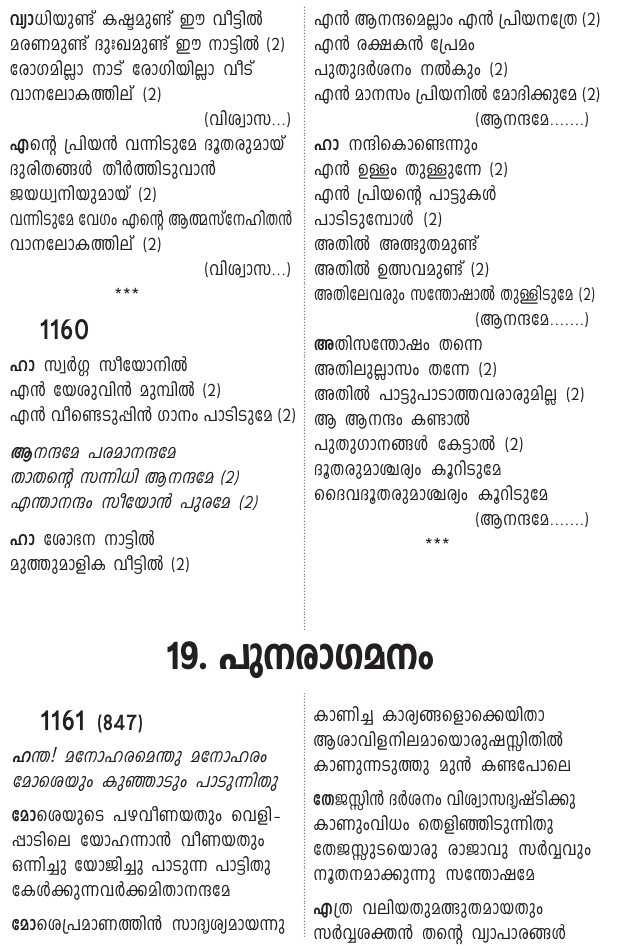 വ്യാധിയുണ്ട് കഷ്ടമുണ്ട് ഈ വീട്ടിൽ
മരണമുണ്ട് ദുഃഖമുണ്ട് ഈ നാട്ടിൽ (2)
രോഗമില്ലാ നാട് രോഗിയില്ലാ വീട്
വാനലോകത്തില് (2)
(വിശ്വാസ...)
എന്റെ പ്രിയൻ വന്നിടുമേ ദൂതരുമായ്
ദുരിതങ്ങൾ തീർത്തിടുവാൻ
ജയധ്വനിയുമായ് (2)
വന്നിടുമേ വേഗം എന്റെ ആത്മസ്നേഹിതൻ
വാനലോകത്തില് (2)
(വിശ്വാസ...)
***
1160
ഹാ സ്വർഗ്ഗ സീയോനിൽ
എൻ യേശുവിൻ മുമ്പിൽ (2)
എൻ വീണ്ടെടുപ്പിൻ ഗാനം പാടിടുമേ (2)
ആനന്ദമേ പരമാനന്ദമേ
താതന്റെ സന്നിധി ആനന്ദമേ (2)
എന്താനന്ദം സീയോൻ പുരമേ (2)
ഹാ ശോഭന നാട്ടിൽ
മുത്തുമാളിക വീട്ടിൽ (2)
എൻ ആനന്ദമെല്ലാം എൻ പ്രിയനത്രേ (2)
എൻ രക്ഷകൻ പ്രേമം
പുതുദർശനം നൽകും (2)
എൻ മാനസം പ്രിയനിൽ മോദിക്കുമേ (2)
(ആനന്ദമേ.......)
ഹാ നന്ദികൊണ്ടെന്നും
എൻ ഉള്ളം തുള്ളുന്നേ (2)
എൻ പ്രിയന്റെ പാട്ടുകൾ
പാടിടുമ്പോൾ (2)
അതിൽ അത്ഭുതമുണ്ട്
അതിൽ ഉത്സവമുണ്ട് (2)
അതിലേവരും സന്തോഷാൽ തുള്ളിടുമേ (2)
(ആനന്ദമേ.......)
അതിസന്തോഷം തന്നെ
അതിലുല്ലാസം തന്നേ (2)
അതിൽ പാട്ടുപാടാത്തവരാരുമില്ല (2)
ആ ആനന്ദം കണ്ടാൽ
പുതുഗാനങ്ങൾ കേട്ടാൽ (2)
ദൂതരുമാശ്ചര്യം കൂറിടുമേ
ദൈവദൂതരുമാശ്ചര്യം കൂറിടുമേ
(ആനന്ദമേ.......)
***
19. പുനരാഗമനം
1161 (847)
ഹന്ത! മനോഹരമെന്തു മനോഹരം
മോശെയും കുഞ്ഞാടും പാടുന്നിതു
മോശെയുടെ പഴവീണയതും വെളി-
പ്പാടിലെ യോഹന്നാൻ വീണയതും
ഒന്നിച്ചു യോജിച്ചു പാടുന്ന പാട്ടിതു
കേൾക്കുന്നവർക്കമിതാനന്ദമേ
മോശെപ്രമാണത്തിൻ സാദൃശ്യമായന്നു
കാണിച്ച കാര്യങ്ങളൊക്കെയിതാ
ആശാവിളനിലമായൊരുഷസ്സിതിൽ
കാണുന്നടുത്തു മുൻ കണ്ടപോലെ
തേജസ്സിൻ ദർശനം വിശ്വാസദൃഷ്ടിക്കു
കാണുംവിധം തെളിഞ്ഞിടുന്നിതു
തേജസ്സുടയൊരു രാജാവു സർവ്വവും
നൂതനമാക്കുന്നു സന്തോഷമേ
എത്ര വലിയതുമത്ഭുതമായതും
സർവ്വശക്തൻ തന്റെ വ്യാപാരങ്ങൾ